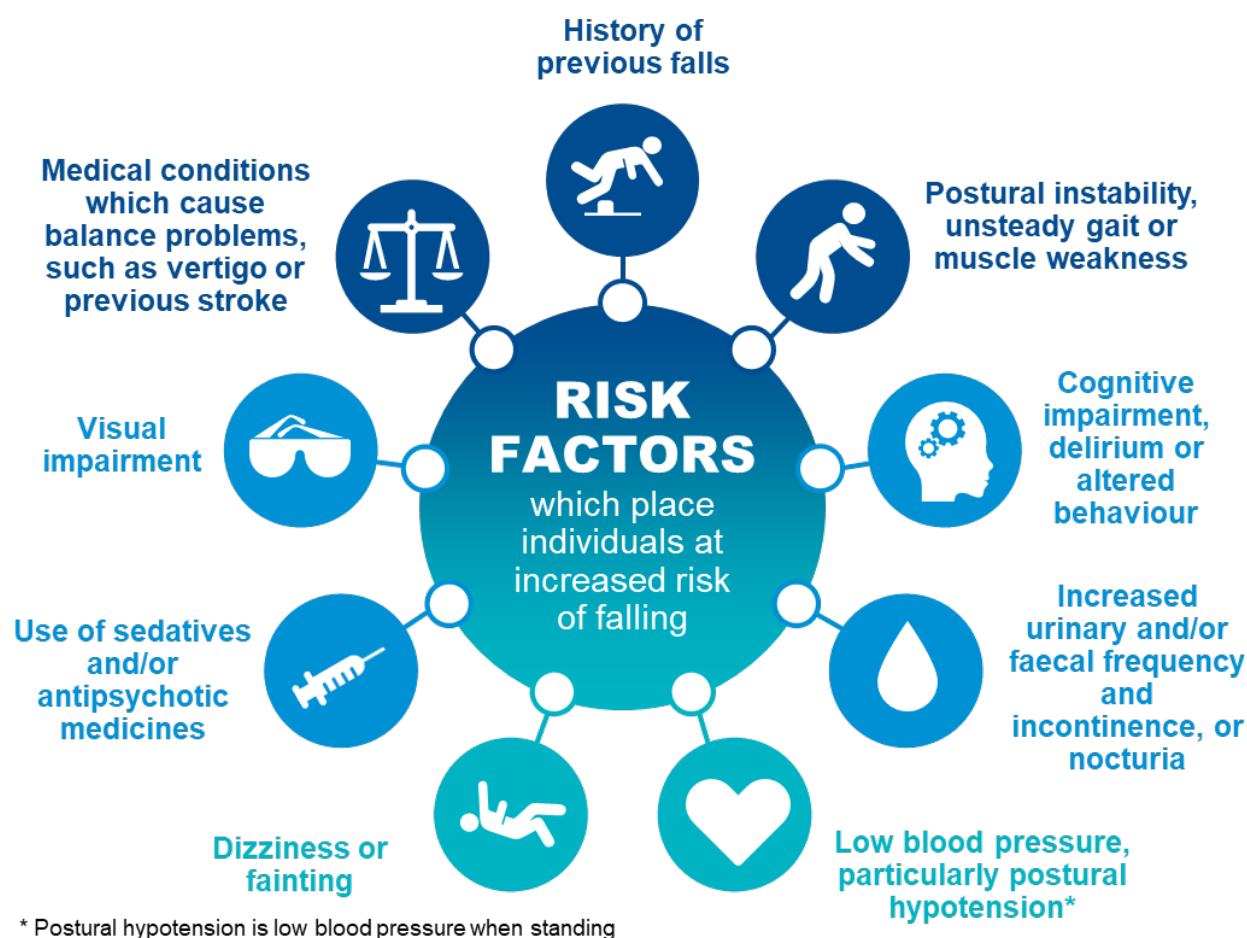 History of
previous falls
Postural instability,
unsteady gait or
muscle weakness
Cognitive
impairment,
delirium or
altered
behaviour
Increased
urinary and/or
faecal frequency
and
incontinence, or
nocturia
Low blood pressure,
particularly postural
hypotension*
Dizziness or
fainting
Use of sedatives
and/or
antipsychotic
medicines
Visual
impairment
Medical conditions
which cause
balance problems,
such as vertigo or
previous stroke
RISK
FACTORS
which place
individuals at
increased risk
of falling
* Postural hypotension is low blood pressure when standing